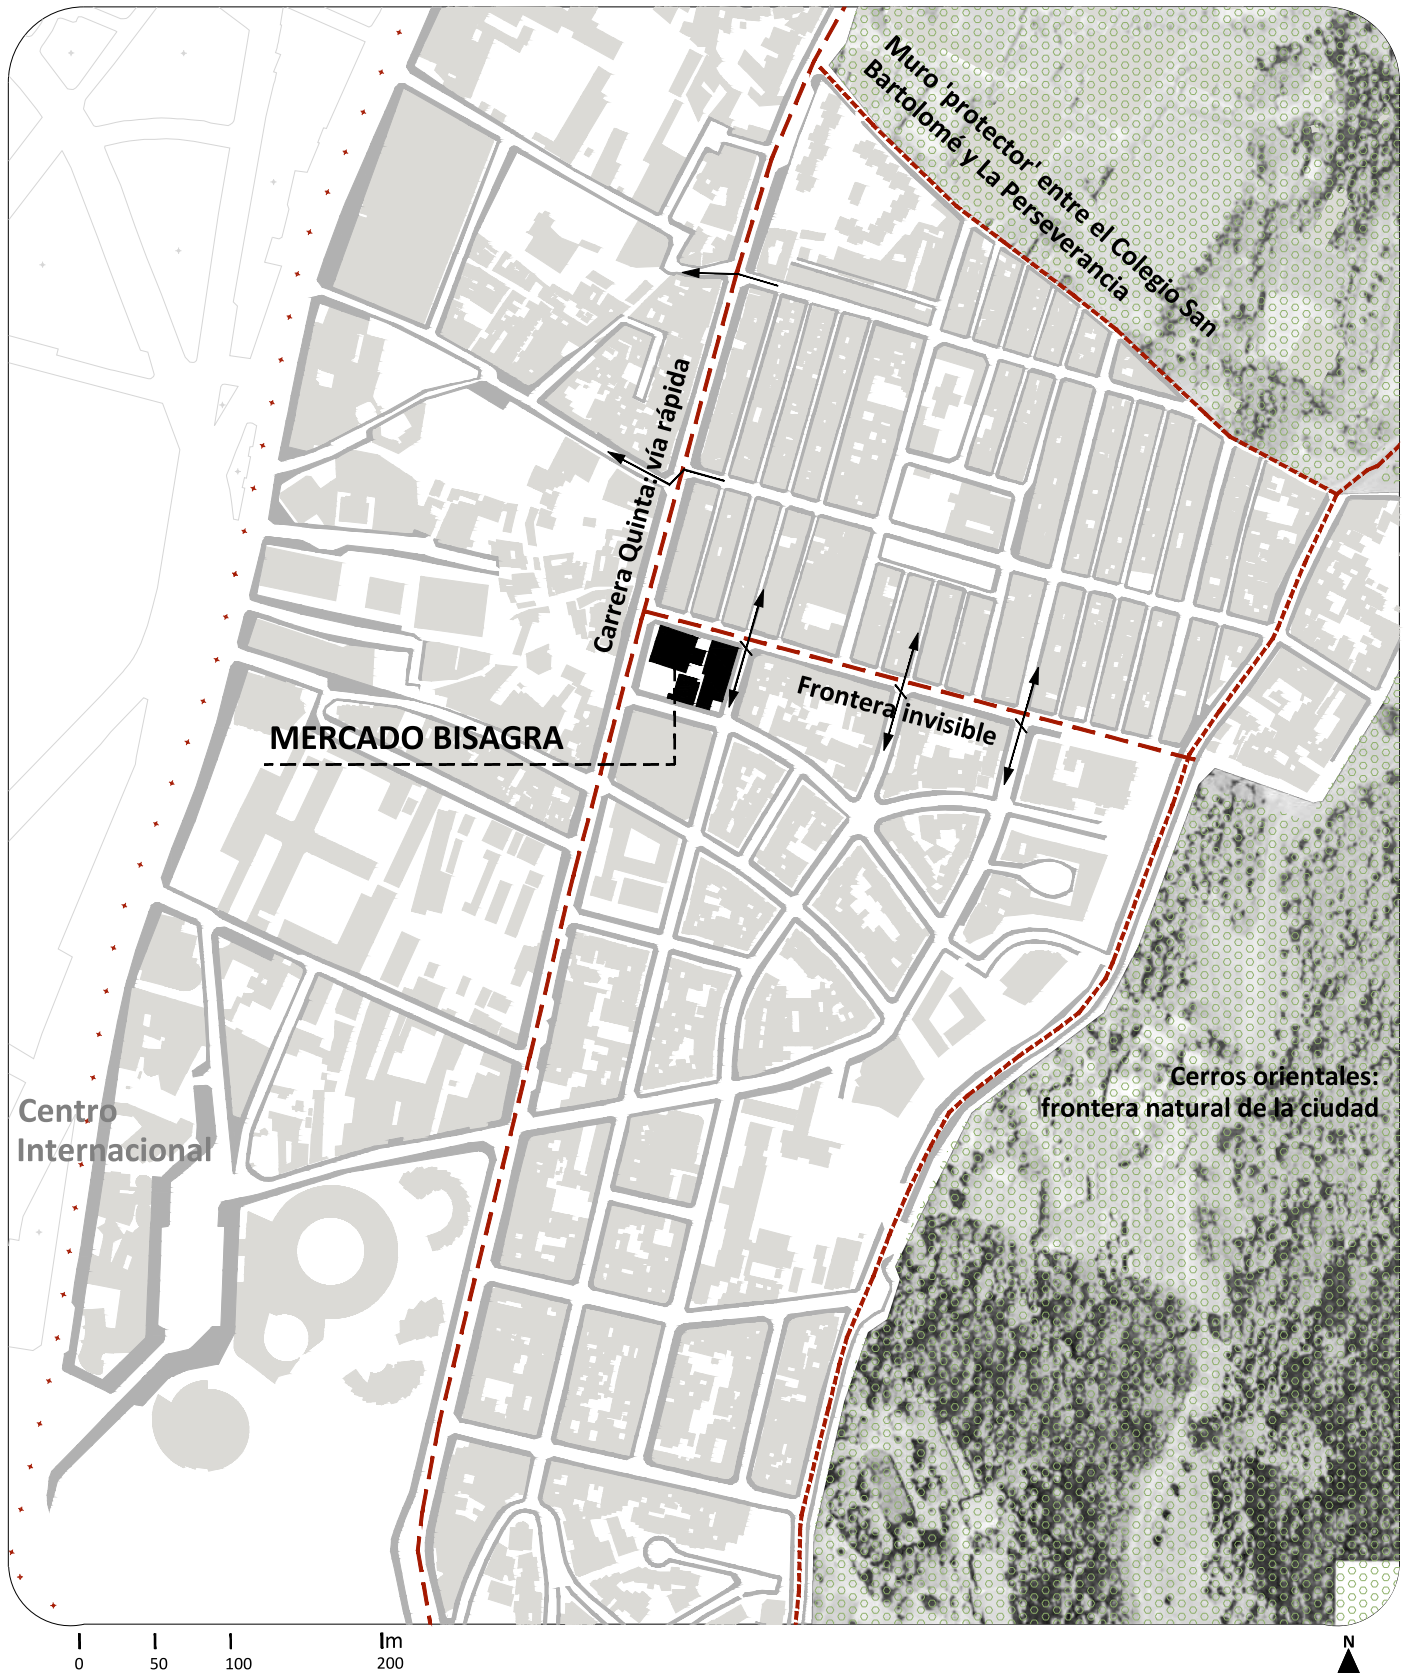 Muro 'protector' entre el Colegio San
Bartolomé y La Perseverancia
Carrera Quinta: vía rápida
Frontera invisible
MERCADO BISAGRA
Cerros orientales:
frontera natural de la ciudad
Centro
Internacional
0
50
100
m
200
N